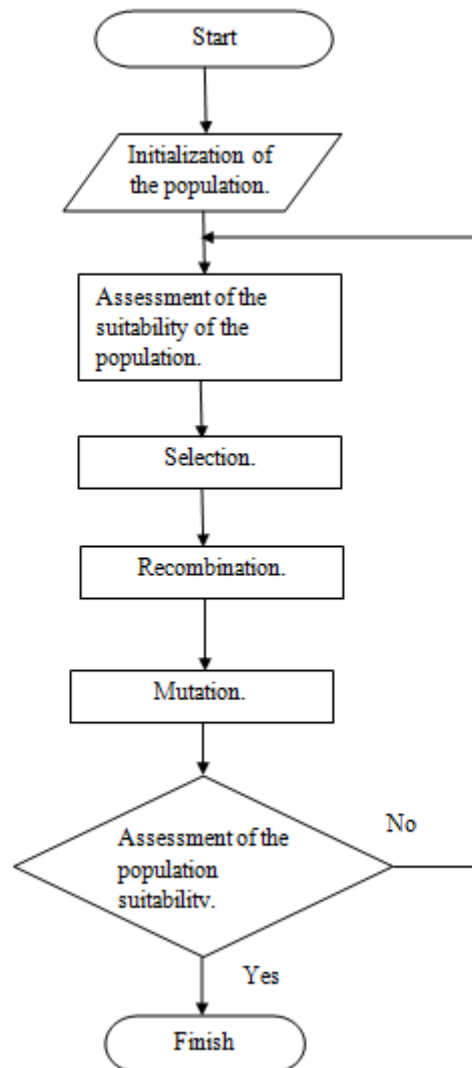 Start
Initialization of
the population.
Assessment of the
suitability of the
population.
Selection.
Recombination.
Mutation.
Assessment of the
population
suitability.
No
Yes
Finish